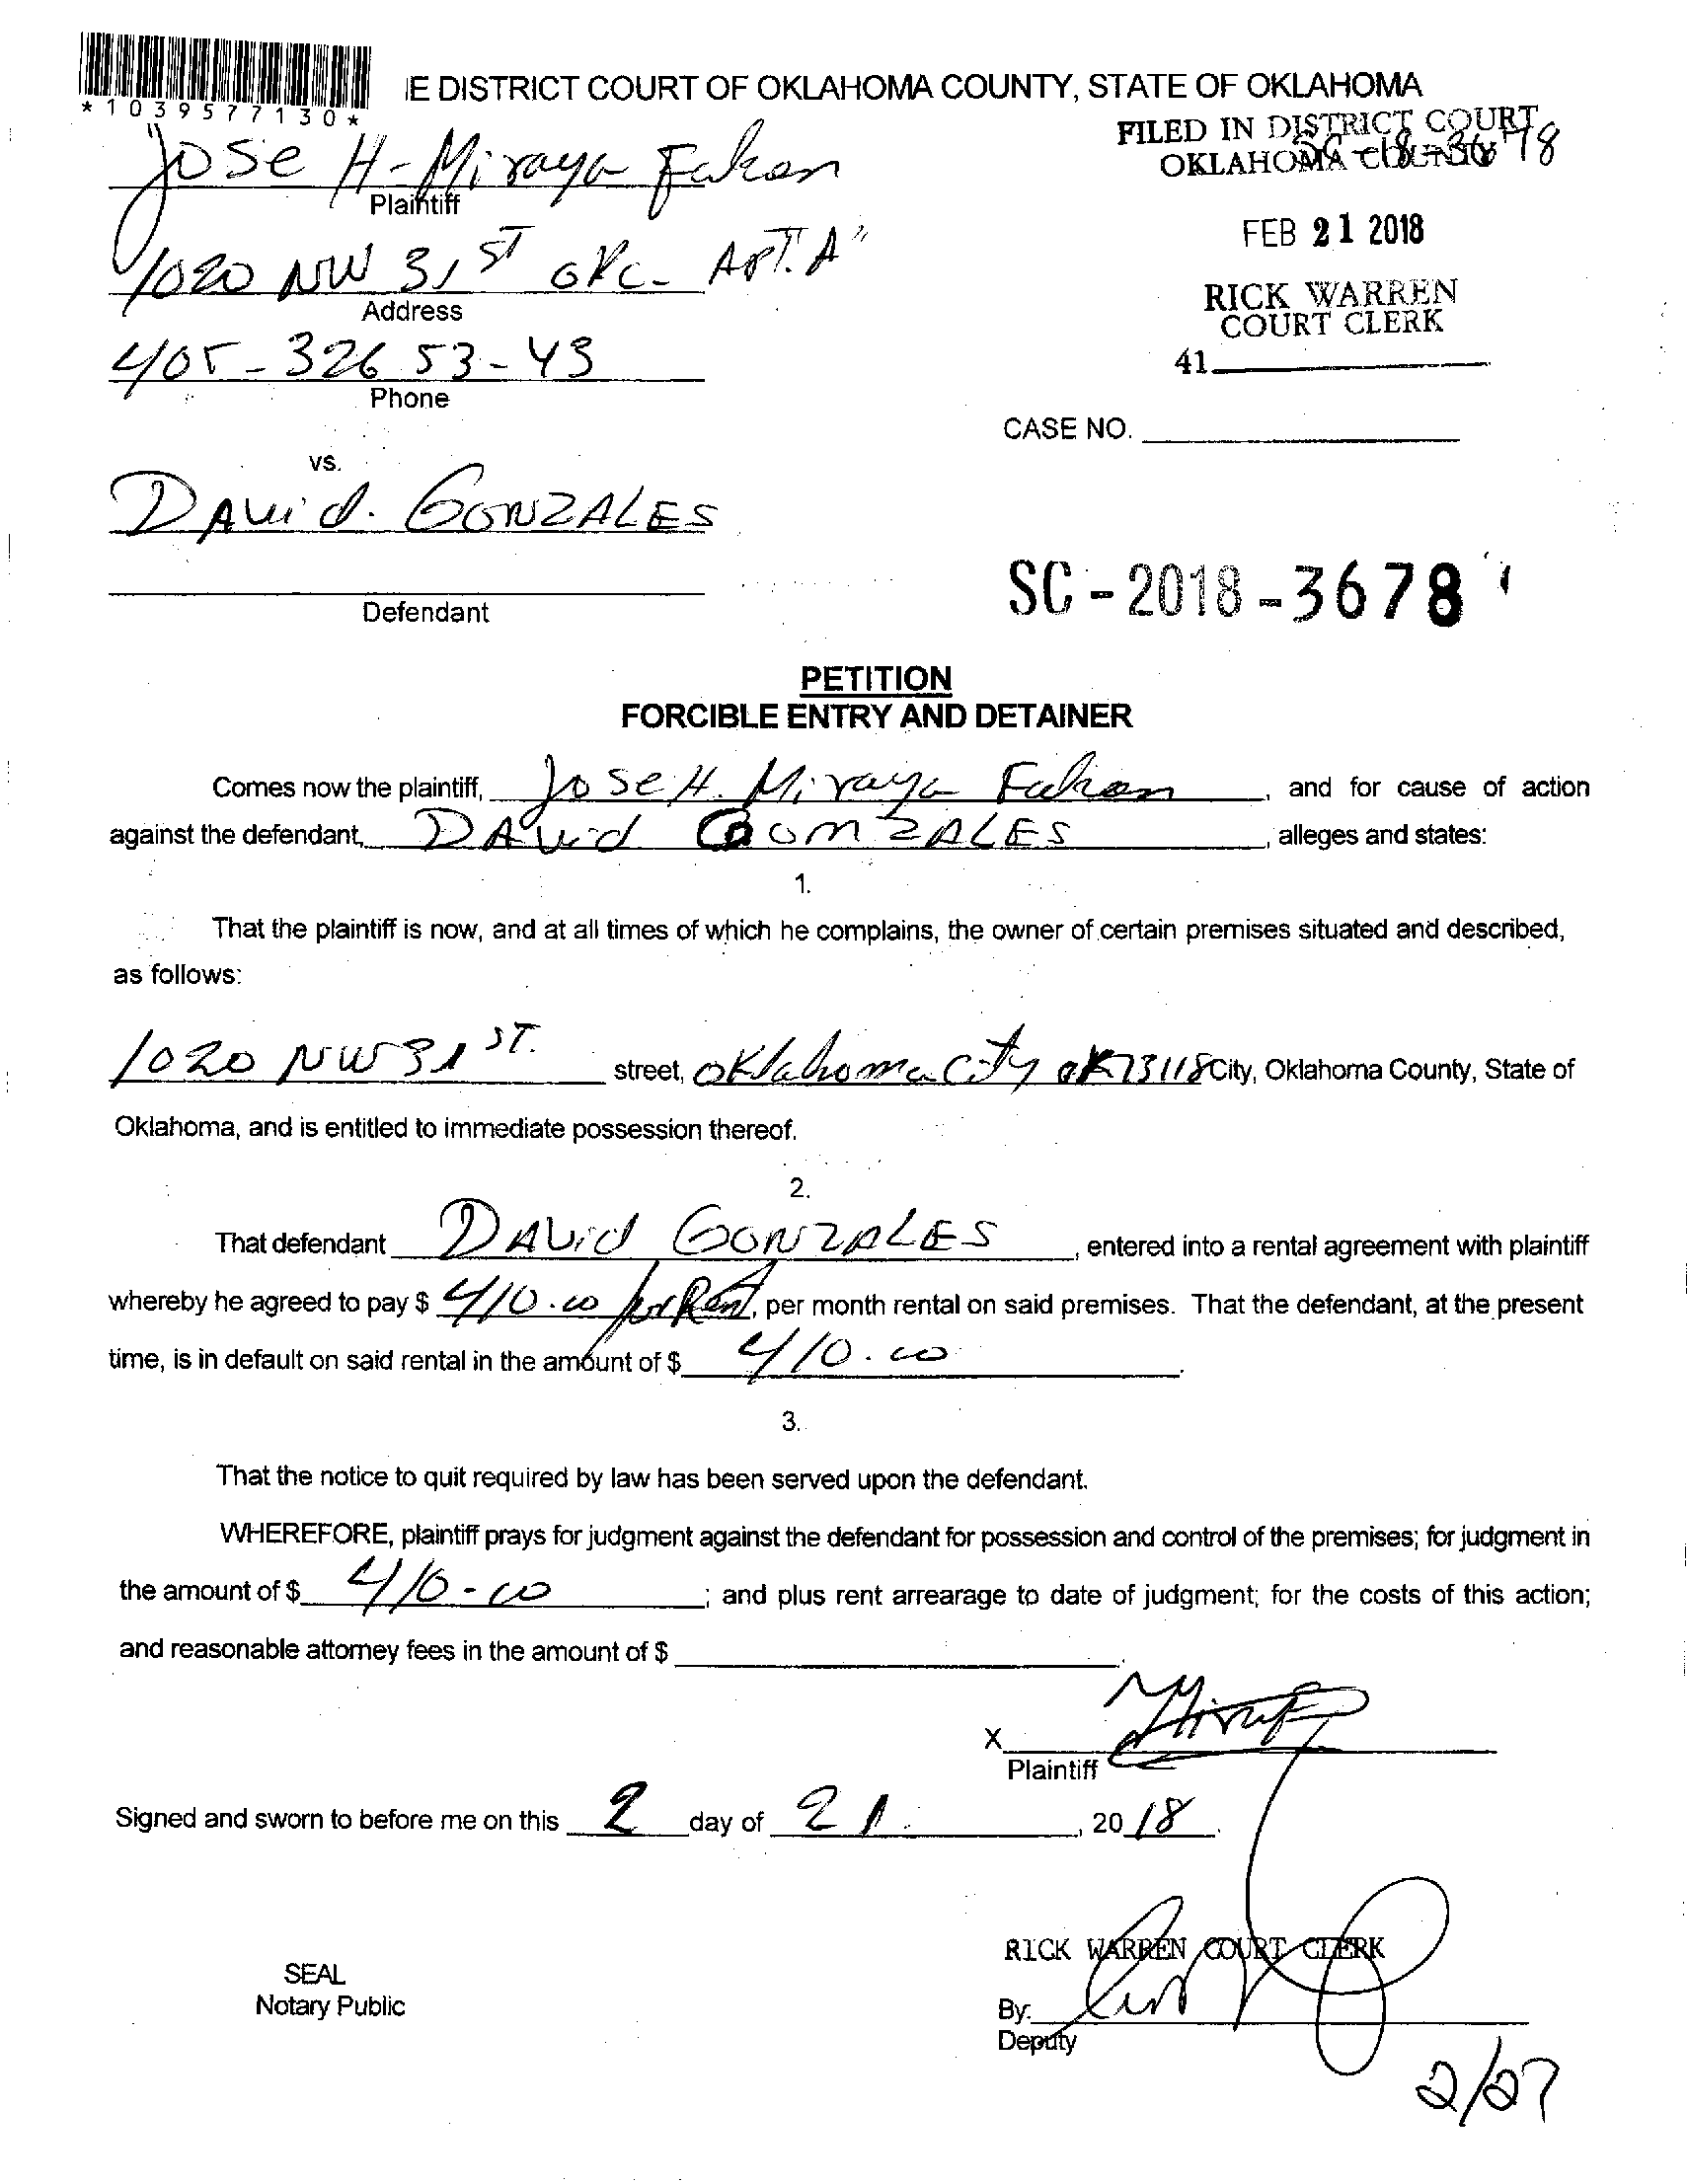 *1039577130*
E DISTRICT COURT OF OKLAHOMA COUNTY, STATE OF OKLAHOMA
FILED IN DISTRICT COURT
OKLAHOMA COUNTY
Jose H-Miraya
Plaintiff
FEB 21 2018
1020 NW 31 ST OKC- APT. A"
Address
RICK WARREN
COURT CLERK
405-326 53-43
41
Phone
CASE NO.
vs.
DAviD. GONZALES
Defendant
SC-2018-3678
PETITION
FORCIBLE ENTRY AND DETAINER
Comes now the plaintiff, Jose H. Miraya , and for cause of action
against the defendant, DAvid GOMZALES , alleges and states:
1.
That the plaintiff is now, and at all times of which he complains, the owner of certain premises situated and described,
as follows:
1020 NW 31 ST. street, Oklahoma City OK 73118 City, Oklahoma County, State of
Oklahoma, and is entitled to immediate possession thereof.
2.
That defendant DAViD GONZALES , entered into a rental agreement with plaintiff
whereby he agreed to pay $ 410.00 for Rent, per month rental on said premises. That the defendant, at the present
time, is in default on said rental in the amount of $ 410.00 .
3.
That the notice to quit required by law has been served upon the defendant.
WHEREFORE, plaintiff prays for judgment against the defendant for possession and control of the premises; for judgment in
the amount of $ 410-00 ; and plus rent arrearage to date of judgment; for the costs of this action;
and reasonable attorney fees in the amount of $ .
X
Plaintiff
Signed and sworn to before me on this 2 day of 21. , 20 18 .
RICK WARREN COURT CLERK
SEAL
Notary Public
By:
Deputy
2/27